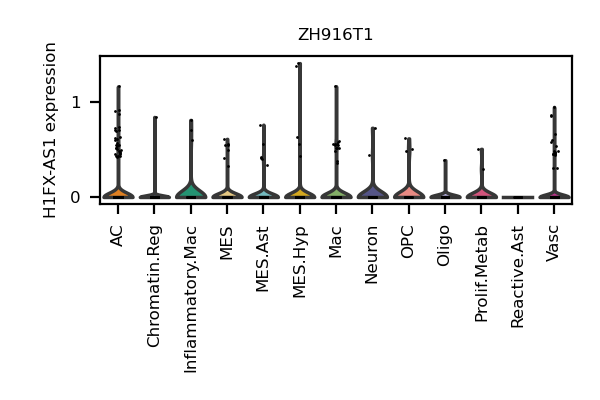 ZH916T1
H1FX-AS1 expression
1
0
AC
Chromatin.Reg
Inflammatory.Mac
MES
MES.Ast
MES.Hyp
Mac
Neuron
OPC
Oligo
Prolif.Metab
Reactive.Ast
Vasc